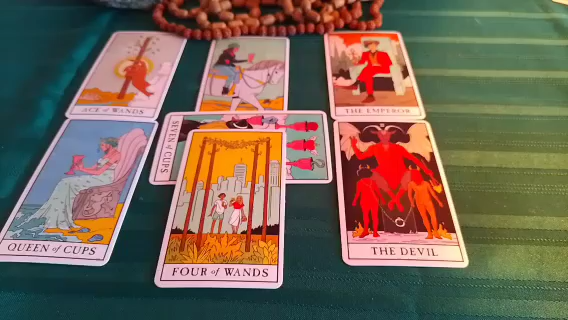 ACE of WANDS
THE EMPEROR
SEVEN of CUPS
QUEEN of CUPS
FOUR of WANDS
THE DEVIL